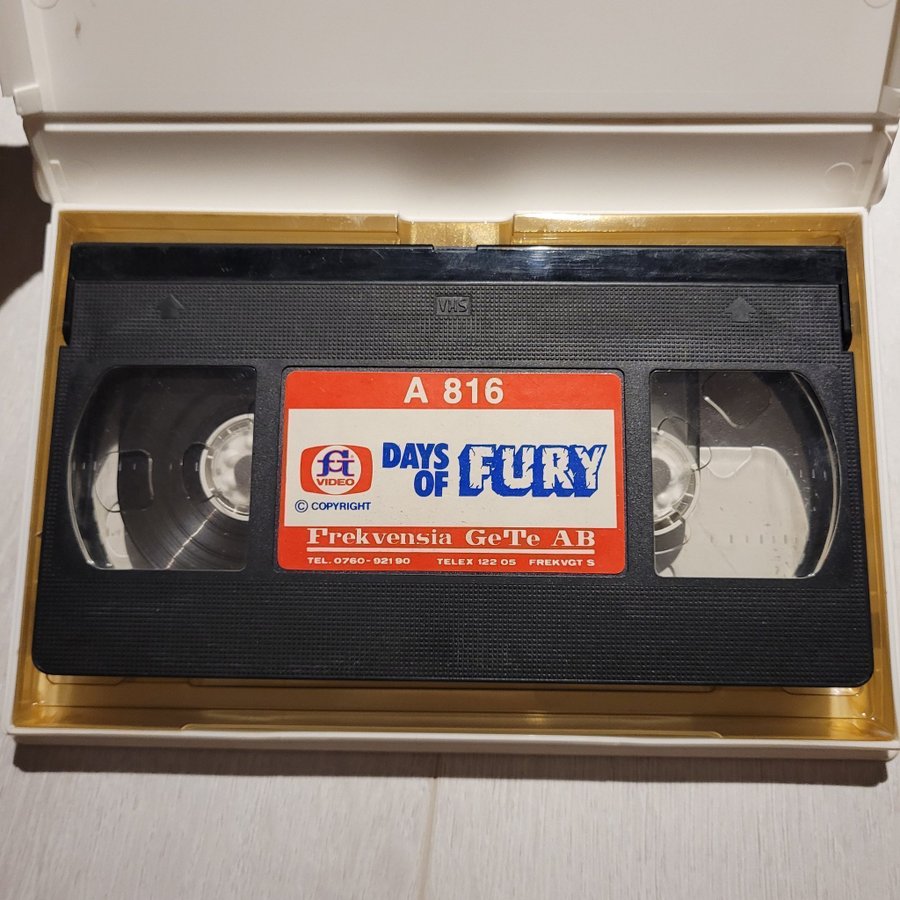 VHS
A 816
ft
VIDEO
DAYS
OF FURY
© COPYRIGHT
Frekvensia GeTe AB
TEL. 0760-92190 TELEX 122 05 FREKVGT S